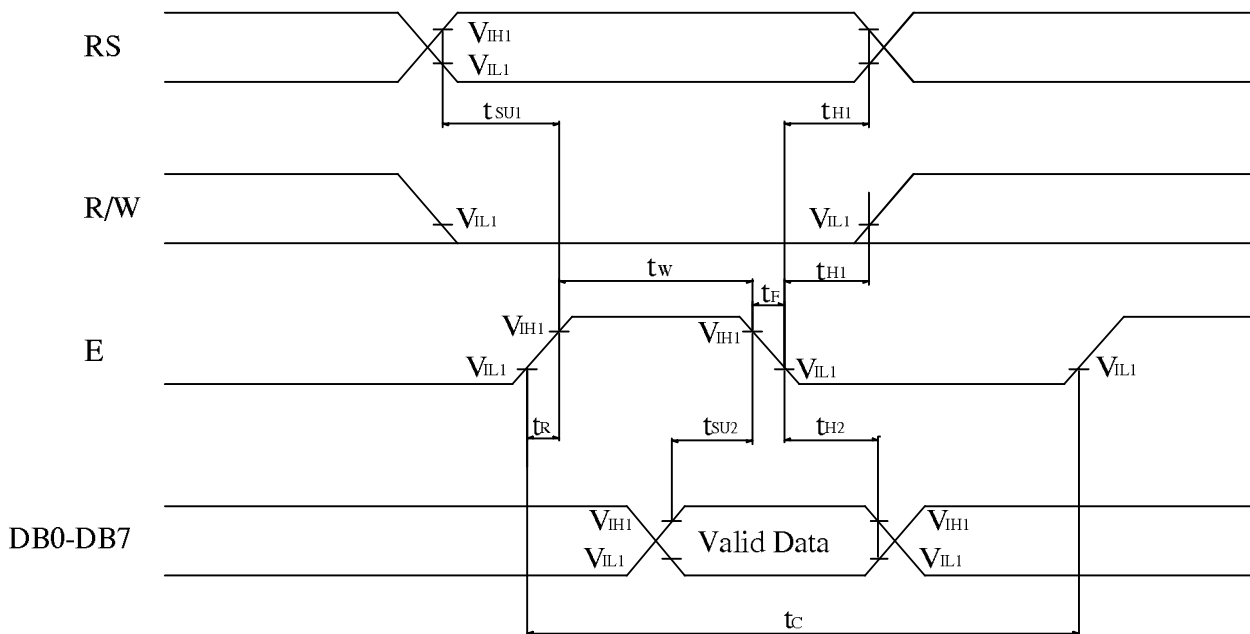 RS
VIH1
VIL1
tSU1
tH1
R/W
VIL1
VIL1
tW
tF
tH1
E
VIH1
VIH1
VIL1
VIL1
VIL1
tR
tSU2
tH2
DB0-DB7
VIH1
VIL1
Valid Data
VIH1
VIL1
tC